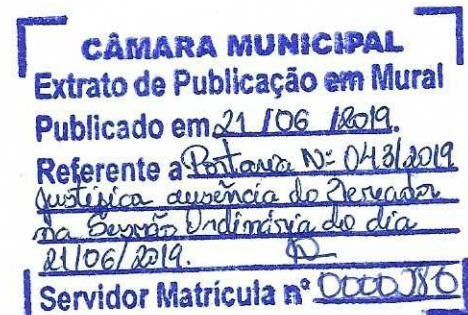 CÂMARA MUNICIPAL
Extrato de Publicação em Mural
Publicado em 21 / 06 / 2019.
Referente a Portaria Nº 043/2019
Justifica ausência do Vereador
na Sessão Ordinária do dia
21/06/2019.
Servidor Matrícula nº